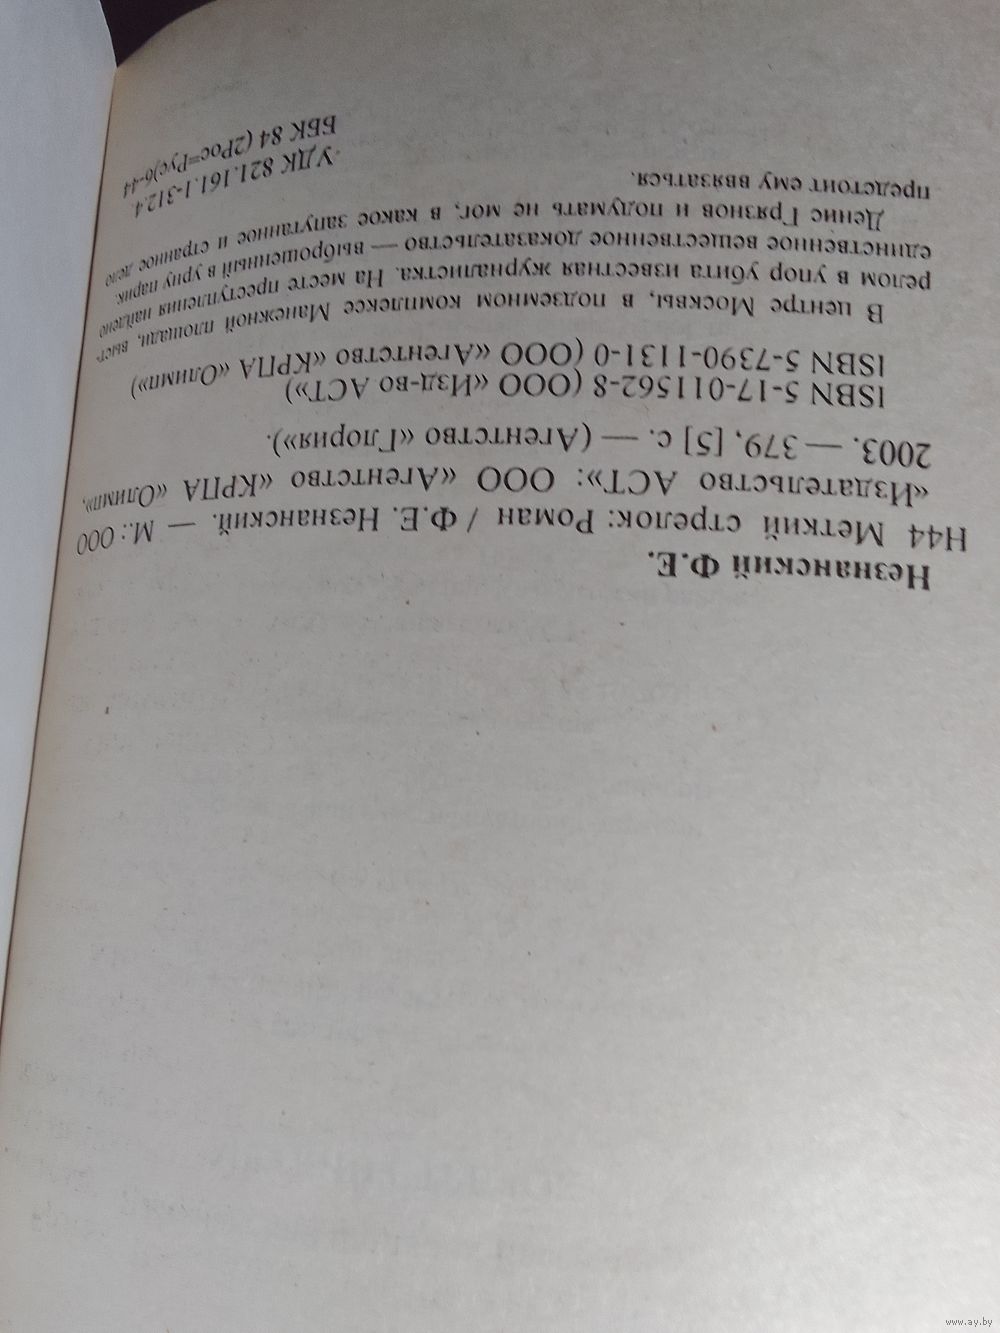 Незнанский Ф.Е.
Н44 Меткий стрелок: Роман / Ф.Е. Незнанский. — М.: ООО
«Издательство АСТ»: ООО «Агентство «КРПА «Олимп»,
2003. — 379, [5] с. — (Агентство «Глория»).
ISBN 5-17-011562-8 (ООО «Изд-во АСТ»)
ISBN 5-7390-1131-0 (ООО «Агентство «КРПА «Олимп»)
В центре Москвы, в подземном комплексе Манежной площади, выст-
релом в упор убита известная журналистка. На месте преступления найдено
единственное вещественное доказательство — выброшенный в урну парик.
Денис Грязнов и подумать не мог, в какое запутанное и странное дело
предстоит ему ввязаться.
УДК 821.161.1-312.4
ББК 84 (2Рос=Рус)6-44
www.ay.by